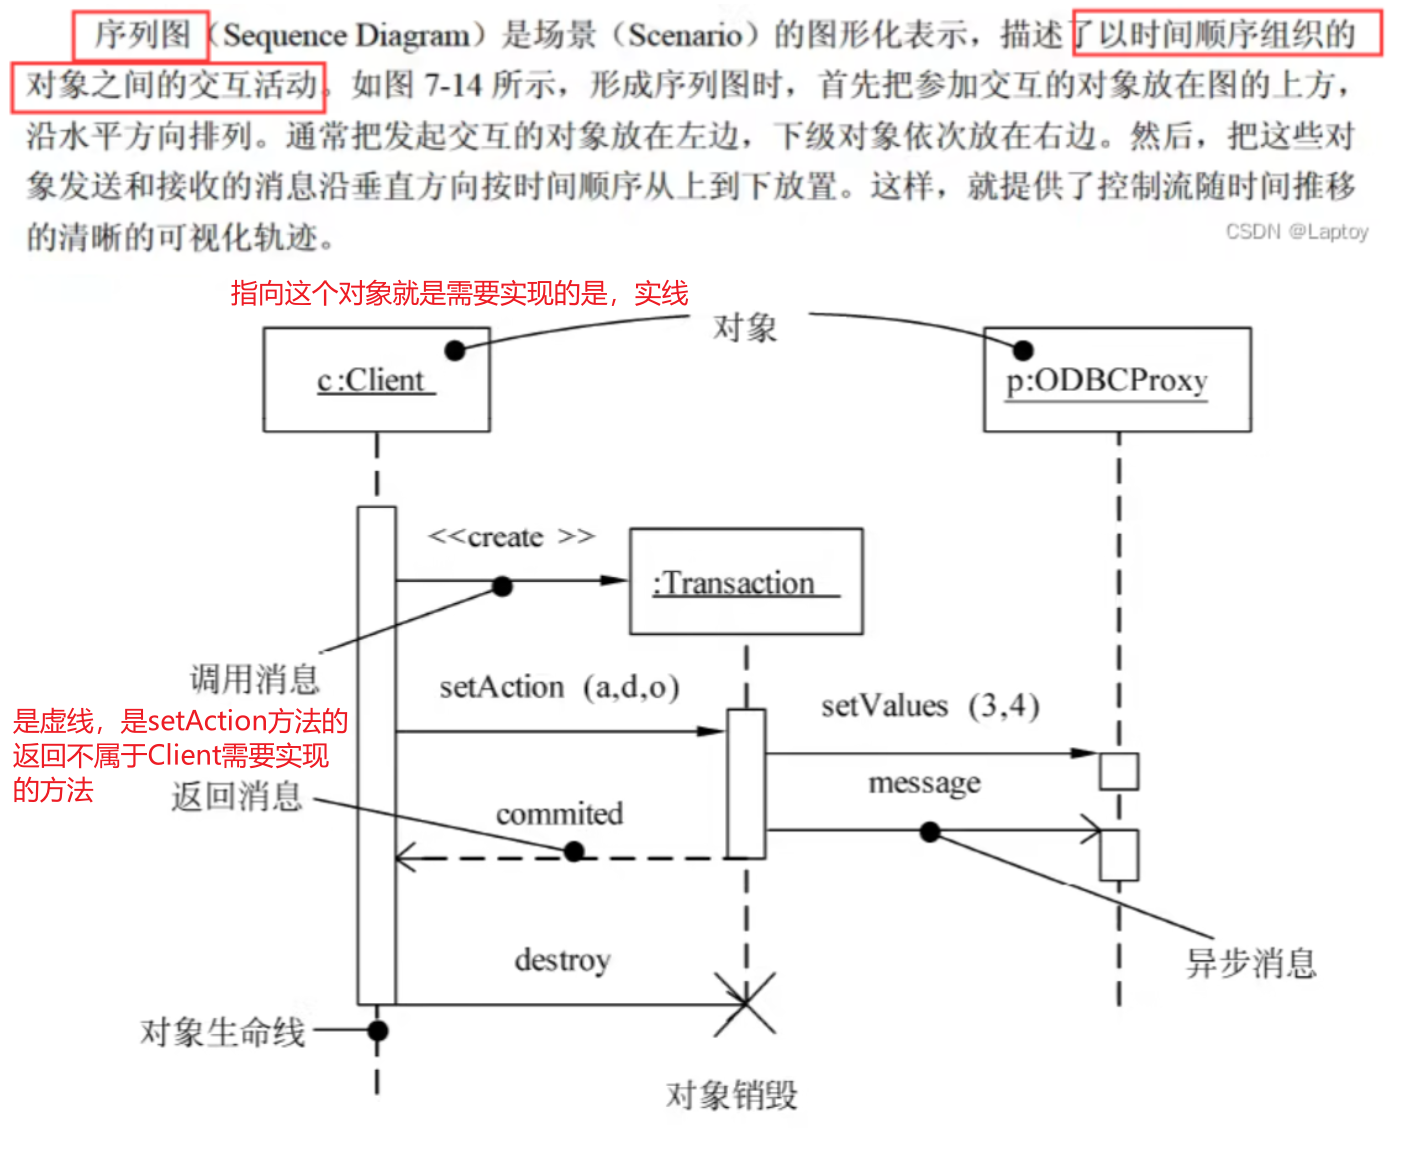 序列图（Sequence Diagram）是场景（Scenario）的图形化表示，描述了以时间顺序组织的
对象之间的交互活动。如图 7-14 所示，形成序列图时，首先把参加交互的对象放在图的上方，
沿水平方向排列。通常把发起交互的对象放在左边，下级对象依次放在右边。然后，把这些对
象发送和接收的消息沿垂直方向按时间顺序从上到下放置。这样，就提供了控制流随时间推移
的清晰的可视化轨迹。
CSDN @Laptoy
指向这个对象就是需要实现的是，实线
对象
c:Client
p:ODBCProxy
<<create >>
:Transaction
调用消息
setAction (a,d,o)
setValues (3,4)
是虚线，是setAction方法的
返回不属于Client需要实现
的方法
返回消息
message
commited
异步消息
destroy
对象生命线
对象销毁